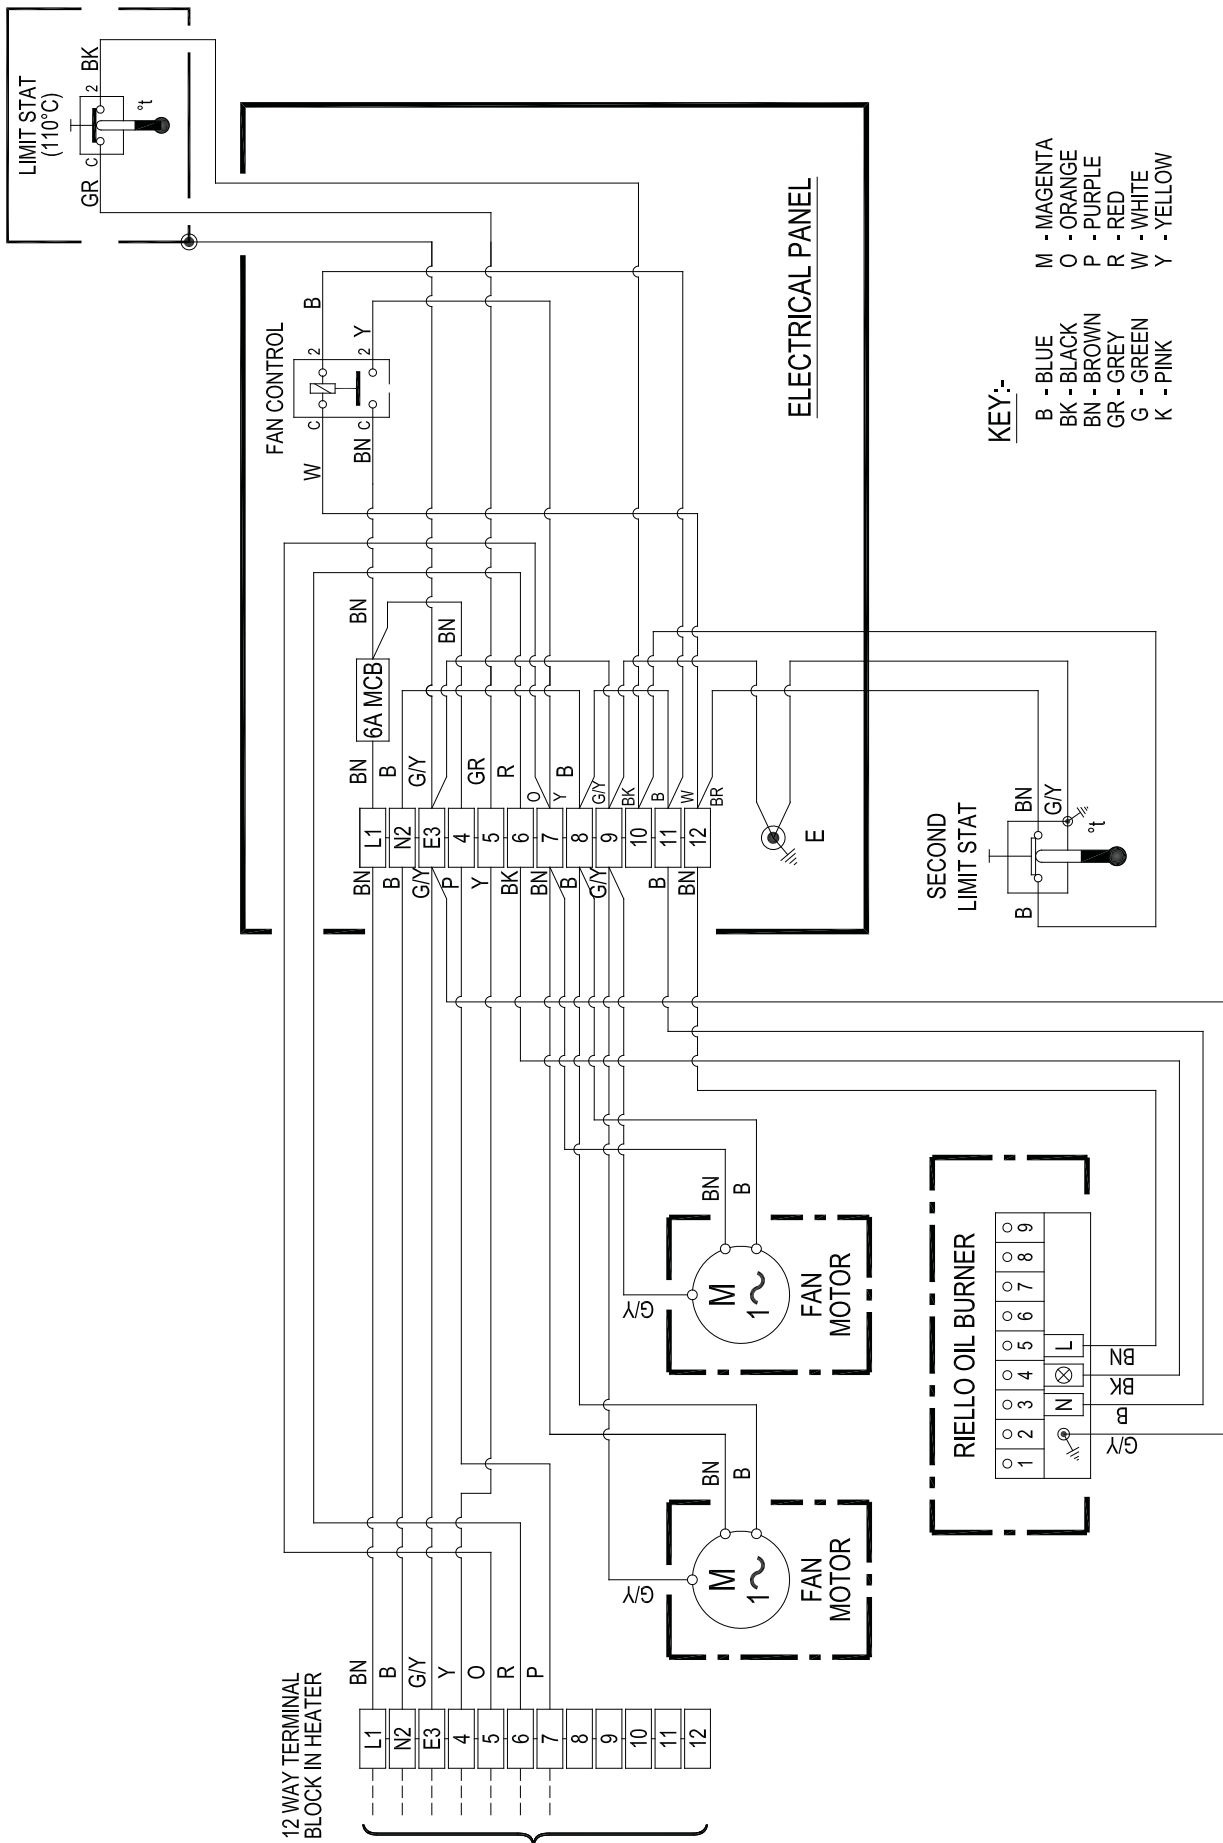 LIMIT STAT
(110°C)
GR
C
2
BK
°t
FAN CONTROL
W
C
2
B
BN
C
2
Y
ELECTRICAL PANEL
KEY:-
B - BLUE
BK - BLACK
BN - BROWN
GR - GREY
G - GREEN
K - PINK
M - MAGENTA
O - ORANGE
P - PURPLE
R - RED
W - WHITE
Y - YELLOW
6A MCB
BN
BN
BN
B
G/Y
GR
R
O
Y
B
G/Y
BK
B
W
BR
L1
N2
E3
4
5
6
7
8
9
10
11
12
BN
B
G/Y
P
Y
BK
BN
B
G/Y
B
BN
E
SECOND
LIMIT STAT
B
BN
G/Y
°t
BN
B
G/Y
M
1~
FAN
MOTOR
BN
B
G/Y
M
1~
FAN
MOTOR
RIELLO OIL BURNER
1
2
3
4
5
6
7
8
9
N
L
G/Y
B
BK
BN
12 WAY TERMINAL
BLOCK IN HEATER
BN
B
G/Y
Y
O
R
P
L1
N2
E3
4
5
6
7
8
9
10
11
12